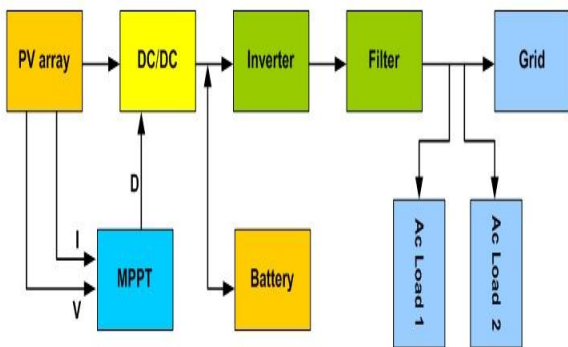 PV array
DC/DC
Inverter
Filter
Grid
D
I
V
MPPT
Battery
Ac Load 1
Ac Load 2